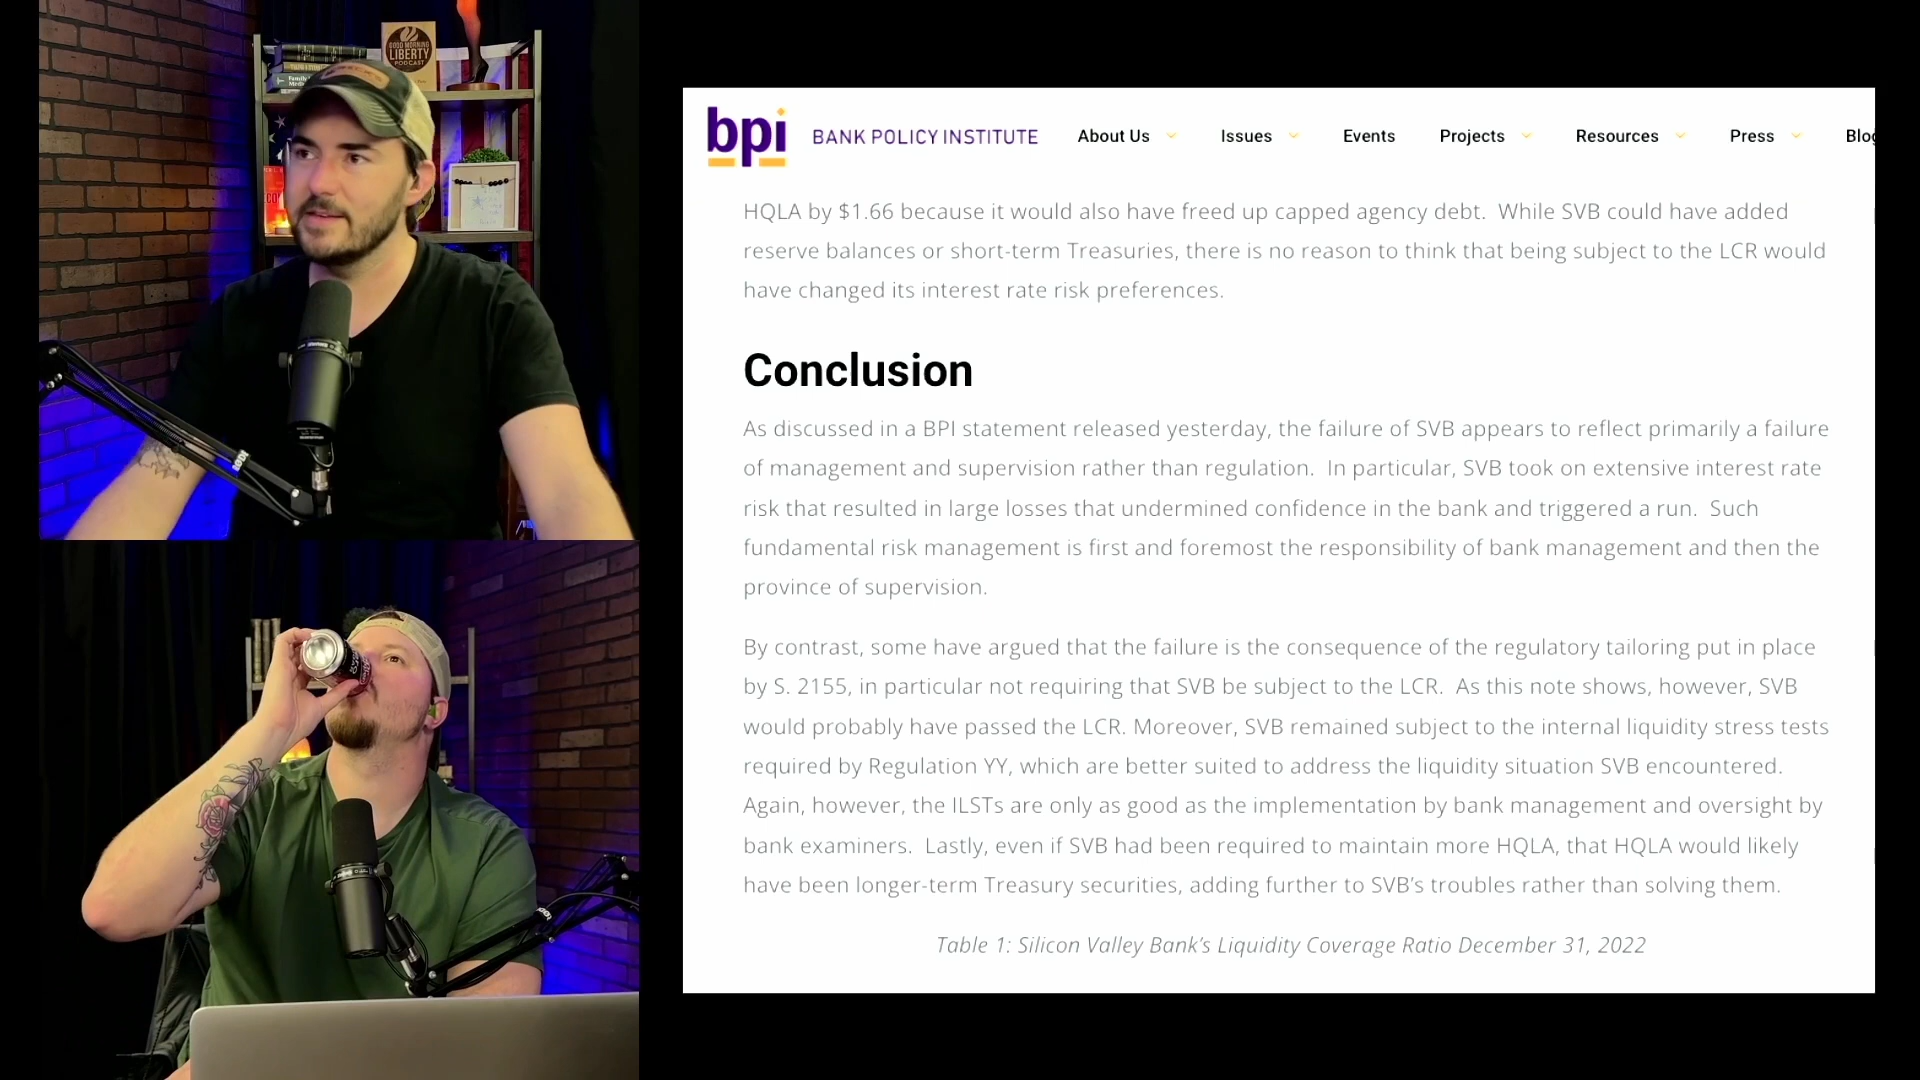 GOOD MORNING
LIBERTY
PODCAST
Family
RODE
bpi
BANK POLICY INSTITUTE
About Us
Issues
Events
Projects
Resources
Press
Blog
HQLA by $1.66 because it would also have freed up capped agency debt.  While SVB could have added
reserve balances or short-term Treasuries, there is no reason to think that being subject to the LCR would
have changed its interest rate risk preferences.
Conclusion
As discussed in a BPI statement released yesterday, the failure of SVB appears to reflect primarily a failure
of management and supervision rather than regulation.  In particular, SVB took on extensive interest rate
risk that resulted in large losses that undermined confidence in the bank and triggered a run.  Such
fundamental risk management is first and foremost the responsibility of bank management and then the
province of supervision.
By contrast, some have argued that the failure is the consequence of the regulatory tailoring put in place
by S. 2155, in particular not requiring that SVB be subject to the LCR.  As this note shows, however, SVB
would probably have passed the LCR. Moreover, SVB remained subject to the internal liquidity stress tests
required by Regulation YY, which are better suited to address the liquidity situation SVB encountered.
Again, however, the ILSTs are only as good as the implementation by bank management and oversight by
bank examiners.  Lastly, even if SVB had been required to maintain more HQLA, that HQLA would likely
have been longer-term Treasury securities, adding further to SVB's troubles rather than solving them.
Table 1: Silicon Valley Bank's Liquidity Coverage Ratio December 31, 2022